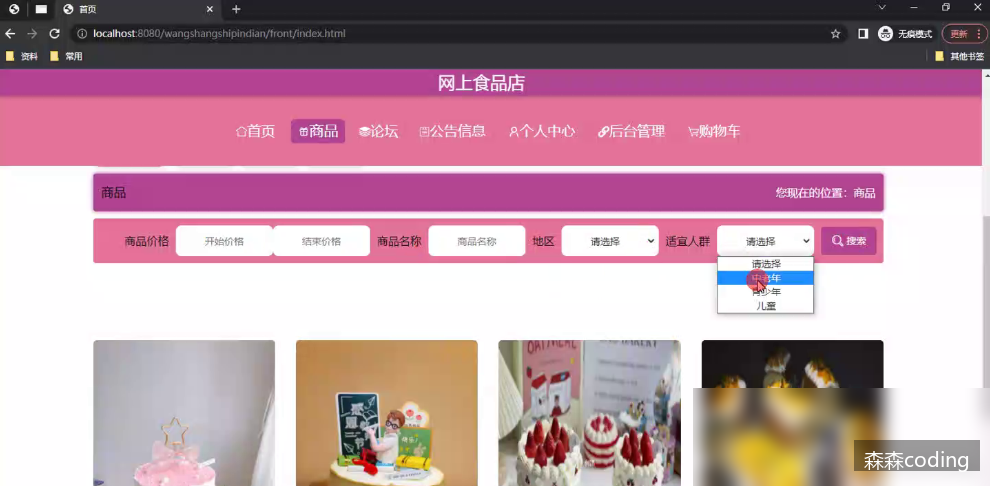 首页
localhost:8080/wangshangshipindian/front/index.html
无痕模式
更新
资料
常用
其他书签
网上食品店
首页
商品
论坛
公告信息
个人中心
后台管理
购物车
商品
您现在的位置：商品
商品价格
开始价格
结束价格
商品名称
商品名称
地区
请选择
适宜人群
请选择
搜索
请选择
中老年
青少年
儿童
OATMEAL
BAKERY
森森coding